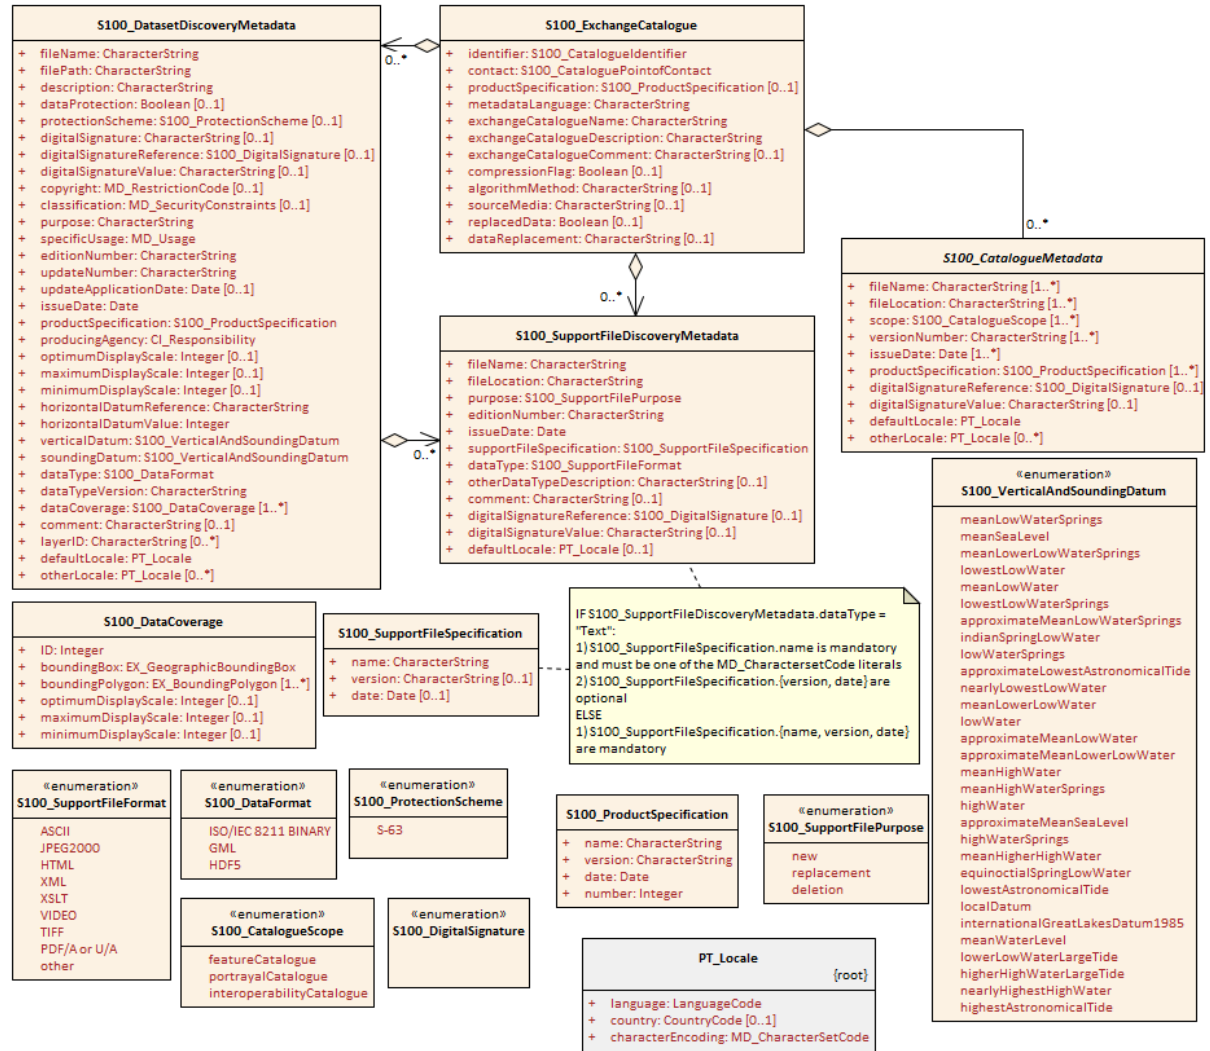 S100_DatasetDiscoveryMetadata
+ fileName: CharacterString
+ filePath: CharacterString
+ description: CharacterString
+ dataProtection: Boolean [0..1]
+ protectionScheme: S100_ProtectionScheme [0..1]
+ digitalSignature: CharacterString [0..1]
+ digitalSignatureReference: S100_DigitalSignature [0..1]
+ digitalSignatureValue: CharacterString [0..1]
+ copyright: MD_RestrictionCode [0..1]
+ classification: MD_SecurityConstraints [0..1]
+ purpose: CharacterString
+ specificUsage: MD_Usage
+ editionNumber: CharacterString
+ updateNumber: CharacterString
+ updateApplicationDate: Date [0..1]
+ issueDate: Date
+ productSpecification: S100_ProductSpecification
+ producingAgency: CI_Responsibility
+ optimumDisplayScale: Integer [0..1]
+ maximumDisplayScale: Integer [0..1]
+ minimumDisplayScale: Integer [0..1]
+ horizontalDatumReference: CharacterString
+ horizontalDatumValue: Integer
+ verticalDatum: S100_VerticalAndSoundingDatum
+ soundingDatum: S100_VerticalAndSoundingDatum
+ dataType: S100_DataFormat
+ dataTypeVersion: CharacterString
+ dataCoverage: S100_DataCoverage [1..*]
+ comment: CharacterString [0..1]
+ layerID: CharacterString [0..*]
+ defaultLocale: PT_Locale
+ otherLocale: PT_Locale [0..*]
0..*
S100_ExchangeCatalogue
+ identifier: S100_CatalogueIdentifier
+ contact: S100_CataloguePointofContact
+ productSpecification: S100_ProductSpecification [0..1]
+ metadataLanguage: CharacterString
+ exchangeCatalogueName: CharacterString
+ exchangeCatalogueDescription: CharacterString
+ exchangeCatalogueComment: CharacterString [0..1]
+ compressionFlag: Boolean [0..1]
+ algorithmMethod: CharacterString [0..1]
+ sourceMedia: CharacterString [0..1]
+ replacedData: Boolean [0..1]
+ dataReplacement: CharacterString [0..1]
0..*
0..*
S100_CatalogueMetadata
+ fileName: CharacterString [1..*]
+ fileLocation: CharacterString [1..*]
+ scope: S100_CatalogueScope [1..*]
+ versionNumber: CharacterString [1..*]
+ issueDate: Date [1..*]
+ productSpecification: S100_ProductSpecification [1..*]
+ digitalSignatureReference: S100_DigitalSignature [0..1]
+ digitalSignatureValue: CharacterString [0..1]
+ defaultLocale: PT_Locale
+ otherLocale: PT_Locale [0..*]
S100_SupportFileDiscoveryMetadata
+ fileName: CharacterString
+ fileLocation: CharacterString
+ purpose: S100_SupportFilePurpose
+ editionNumber: CharacterString
+ issueDate: Date
+ supportFileSpecification: S100_SupportFileSpecification
+ dataType: S100_SupportFileFormat
+ otherDataTypeDescription: CharacterString [0..1]
+ comment: CharacterString [0..1]
+ digitalSignatureReference: S100_DigitalSignature [0..1]
+ digitalSignatureValue: CharacterString [0..1]
+ defaultLocale: PT_Locale [0..1]
0..*
«enumeration»
S100_VerticalAndSoundingDatum
meanLowWaterSprings
meanSeaLevel
meanLowerLowWaterSprings
lowestLowWater
meanLowWater
lowestLowWaterSprings
approximateMeanLowWaterSprings
indianSpringLowWater
lowWaterSprings
approximateLowestAstronomicalTide
nearlyLowestLowWater
meanLowerLowWater
lowWater
approximateMeanLowWater
approximateMeanLowerLowWater
meanHighWater
meanHighWaterSprings
highWater
approximateMeanSeaLevel
highWaterSprings
meanHigherHighWater
equinoctialSpringLowWater
lowestAstronomicalTide
localDatum
internationalGreatLakesDatum1985
meanWaterLevel
lowerLowWaterLargeTide
higherHighWaterLargeTide
nearlyHighestHighWater
highestAstronomicalTide
S100_DataCoverage
+ ID: Integer
+ boundingBox: EX_GeographicBoundingBox
+ boundingPolygon: EX_BoundingPolygon [1..*]
+ optimumDisplayScale: Integer [0..1]
+ maximumDisplayScale: Integer [0..1]
+ minimumDisplayScale: Integer [0..1]
S100_SupportFileSpecification
+ name: CharacterString
+ version: CharacterString [0..1]
+ date: Date [0..1]
IF S100_SupportFileDiscoveryMetadata.dataType =
"Text":
1) S100_SupportFileSpecification.name is mandatory
and must be one of the MD_CharactersetCode literals
2) S100_SupportFileSpecification.{version, date} are
optional
ELSE
1) S100_SupportFileSpecification.{name, version, date}
are mandatory
«enumeration»
S100_SupportFileFormat
ASCII
JPEG2000
HTML
XML
XSLT
VIDEO
TIFF
PDF/A or U/A
other
«enumeration»
S100_DataFormat
ISO/IEC 8211 BINARY
GML
HDF5
«enumeration»
S100_ProtectionScheme
S-63
S100_ProductSpecification
+ name: CharacterString
+ version: CharacterString
+ date: Date
+ number: Integer
«enumeration»
S100_SupportFilePurpose
new
replacement
deletion
«enumeration»
S100_CatalogueScope
featureCatalogue
portrayalCatalogue
interoperabilityCatalogue
«enumeration»
S100_DigitalSignature
PT_Locale
{root}
+ language: LanguageCode
+ country: CountryCode [0..1]
+ characterEncoding: MD_CharacterSetCode